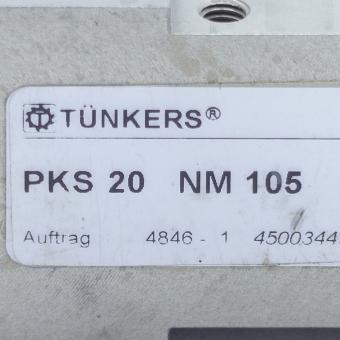 TÜNKERS®
PKS 20 NM 105
Auftrag 4846 - 1 4500344